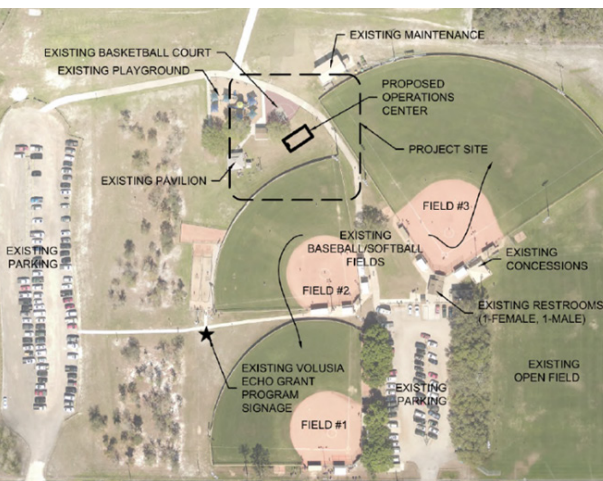 EXISTING MAINTENANCE
EXISTING BASKETBALL COURT
EXISTING PLAYGROUND
PROPOSED
OPERATIONS
CENTER
PROJECT SITE
EXISTING PAVILION
FIELD #3
EXISTING
PARKING
EXISTING
BASEBALL/SOFTBALL
FIELDS
EXISTING
CONCESSIONS
FIELD #2
EXISTING RESTROOMS
(1-FEMALE, 1-MALE)
EXISTING VOLUSIA
ECHO GRANT
PROGRAM
SIGNAGE
EXISTING
PARKING
EXISTING
OPEN FIELD
FIELD #1